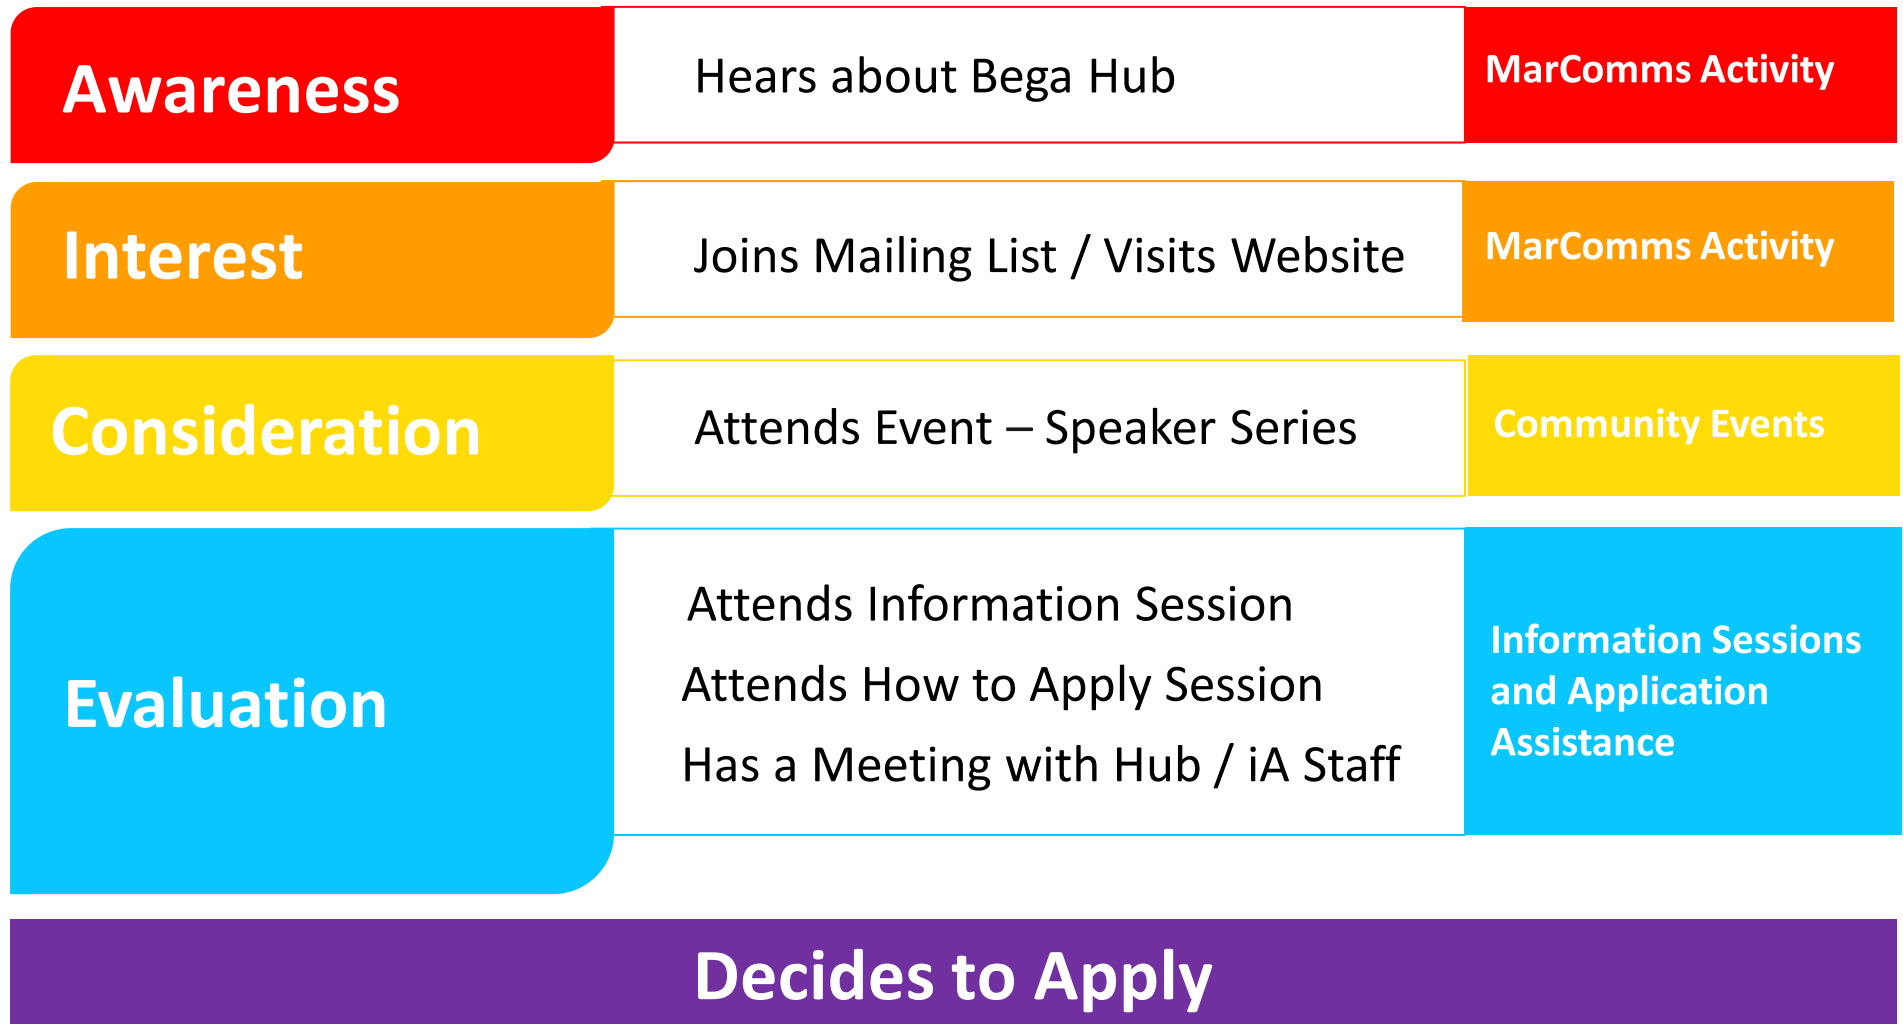 Awareness
Hears about Bega Hub
MarComms Activity
Interest
Joins Mailing List / Visits Website
MarComms Activity
Consideration
Attends Event – Speaker Series
Community Events
Evaluation
Attends Information Session
Attends How to Apply Session
Has a Meeting with Hub / iA Staff
Information Sessions
and Application
Assistance
Decides to Apply